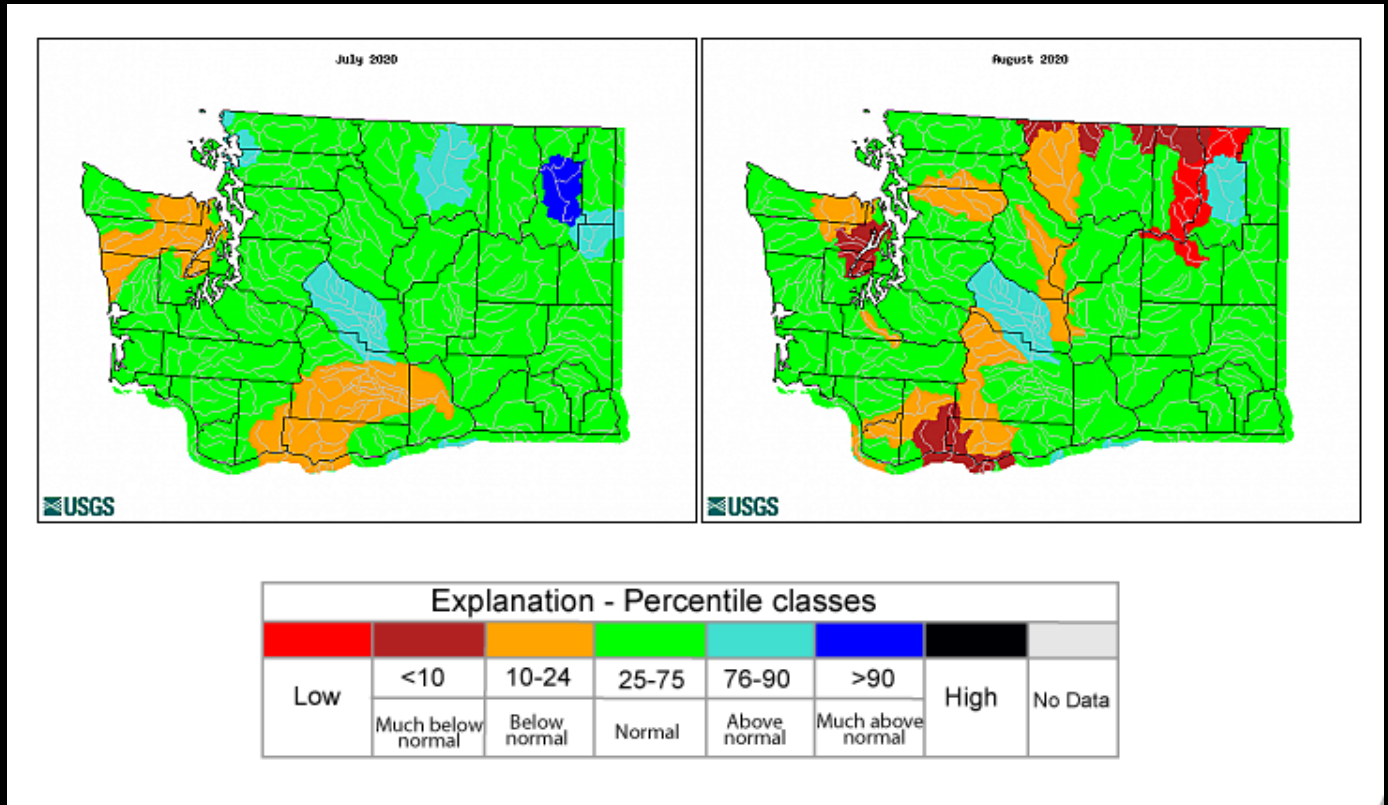 July 2020
August 2020
USGS
USGS
Explanation - Percentile classes
Low
<10
10-24
25-75
76-90
>90
High
No Data
Much below
normal
Below
normal
Normal
Above
normal
Much above
normal